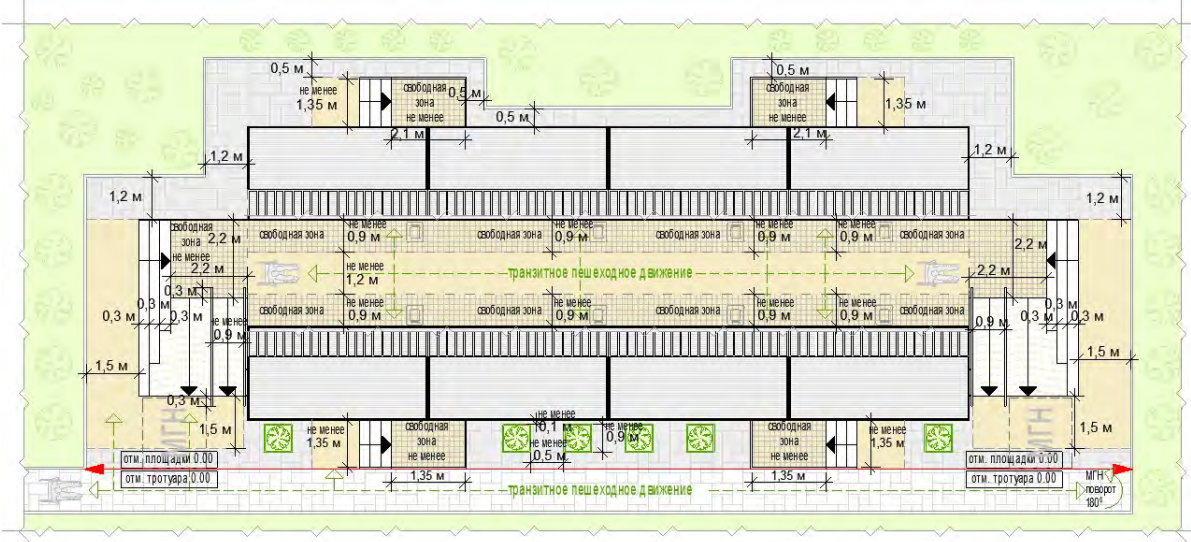 0,5 м
0,5 м
не менее
1,35 м
свободная
зона
не менее
0,5 м
0,5 м
свободная
зона
не менее
1,35 м
2,1 м
2,1 м
1,2 м
1,2 м
1,2 м
1,2 м
свободная
зона
не менее
2,2 м
2,2 м
свободная зона
не менее
0,9 м
свободная зона
не менее
0,9 м
не менее
0,9 м
не менее
0,9 м
свободная зона
2,2 м
2,2 м
не менее
1,2 м
транзитное пешеходное движение
0,3 м
0,3 м
0,3 м
0,3 м
не менее
0,9 м
свободная зона
не менее
0,9 м
свободная зона
не менее
0,9 м
не менее
0,9 м
не менее
0,9 м
свободная зона
0,9 м
0,3 м
0,3 м
0,3 м
1,5 м
1,5 м
0,3 м
1,5 м
МГН
не менее
1,35 м
свободная
зона
не менее
не менее
0,1 м
не менее
0,5 м
не менее
0,9 м
свободная
зона
не менее
не менее
1,35 м
МГН
1,5 м
отм. площадки 0.00
отм. тротуара 0.00
1,35 м
транзитное пешеходное движение
1,35 м
отм. площадки 0.00
отм. тротуара 0.00
МГН
поворот
180°